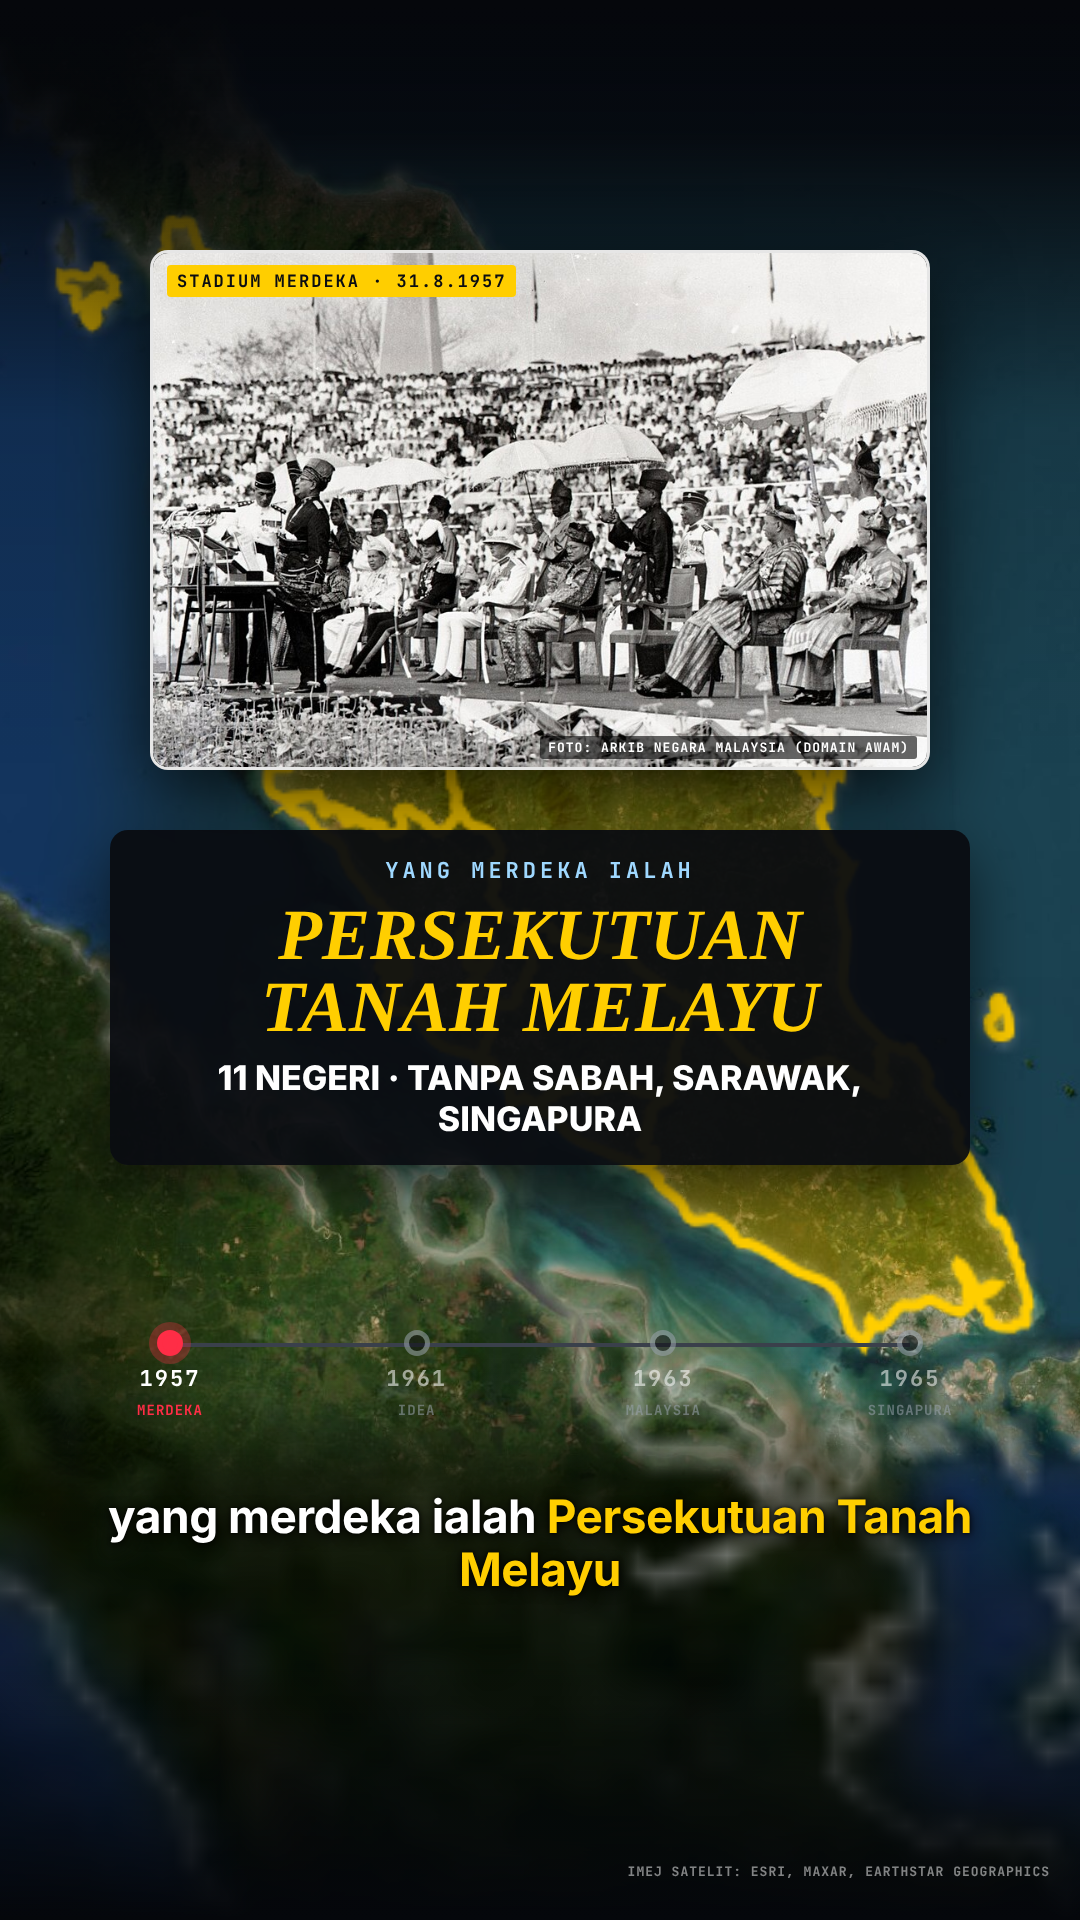 STADIUM MERDEKA · 31.8.1957
FOTO: ARKIB NEGARA MALAYSIA (DOMAIN AWAM)
YANG MERDEKA IALAH
PERSEKUTUAN
TANAH MELAYU
11 NEGERI · TANPA SABAH, SARAWAK,
SINGAPURA
1957
MERDEKA
1961
IDEA
1963
MALAYSIA
1965
SINGAPURA
yang merdeka ialah Persekutuan Tanah
Melayu
IMEJ SATELIT: ESRI, MAXAR, EARTHSTAR GEOGRAPHICS